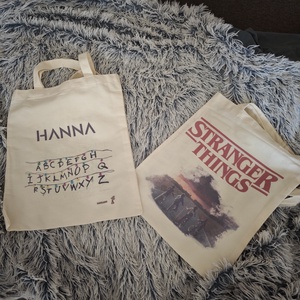 HANNA
ABCDEFGH
IJKLMNOPQ
RSTUVWXYZ
STRANGER
THINGS